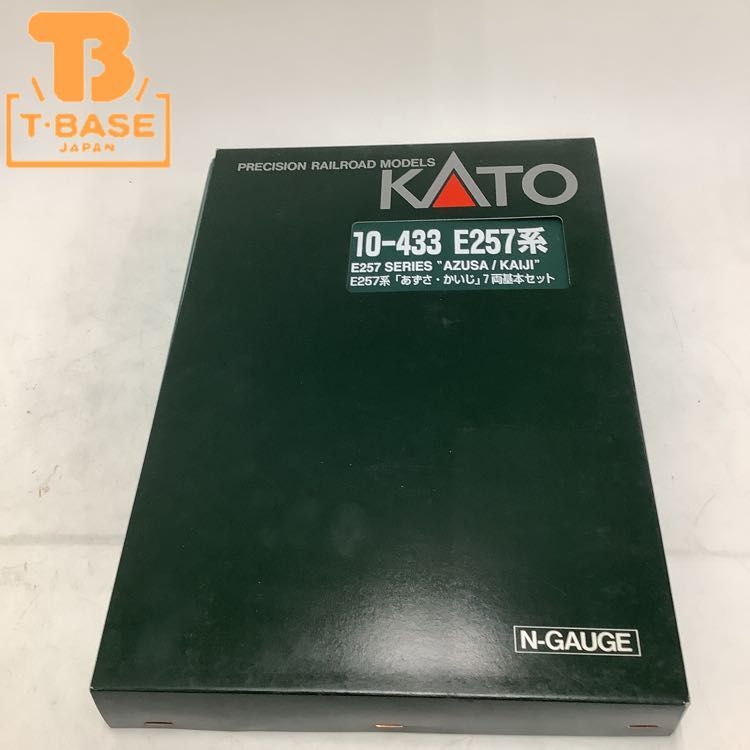 TB
T·BASE
JAPAN
PRECISION RAILROAD MODELS
KATO
10-433 E257系
E257 SERIES "AZUSA / KAIJI"
E257系「あずさ・かいじ」7両基本セット
N-GAUGE